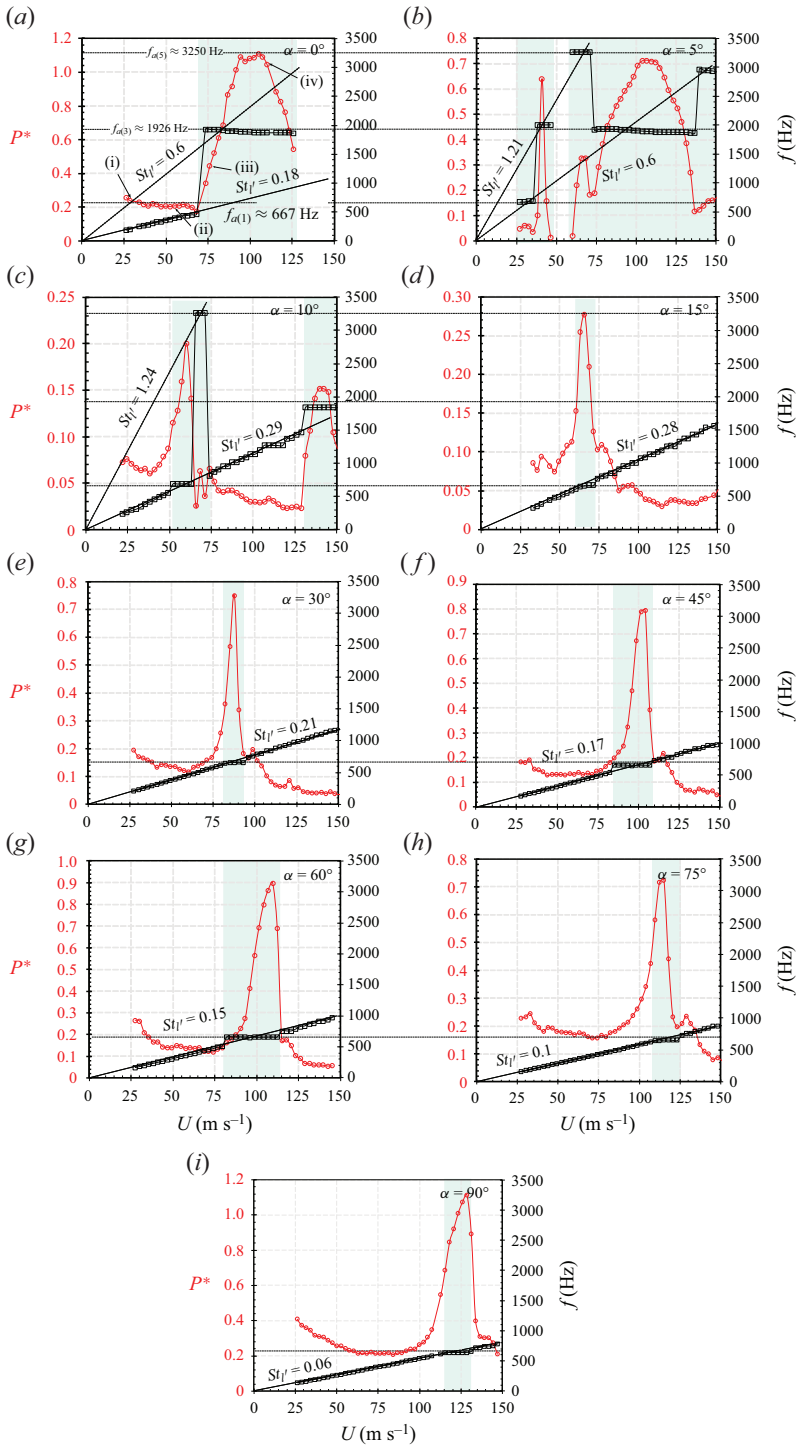 (a)
(b)
1.2
1.0
0.8
0.6
0.4
0.2
0
P*
0 25 50 75 100 125 150
3500
3000
2500
2000
1500
1000
500
0
f_{a(5)} ≈ 3250 Hz
f_{a(3)} ≈ 1926 Hz
f_{a(1)} ≈ 667 Hz
α = 0°
(i)
(ii)
(iii)
(iv)
St_{l'} = 0.6
St_{l'} = 0.18
0.8
0.7
0.6
0.5
0.4
0.3
0.2
0.1
0
0 25 50 75 100 125 150
3500
3000
2500
2000
1500
1000
500
0
f (Hz)
α = 5°
St_{l'} = 1.21
St_{l'} = 0.6
(c)
(d)
0.25
0.20
0.15
0.10
0.05
0
P*
0 25 50 75 100 125 150
3500
3000
2500
2000
1500
1000
500
0
α = 10°
St_{l'} = 1.24
St_{l'} = 0.29
0.30
0.25
0.20
0.15
0.10
0.05
0
0 25 50 75 100 125 150
3500
3000
2500
2000
1500
1000
500
0
f (Hz)
α = 15°
St_{l'} = 0.28
(e)
(f)
0.8
0.7
0.6
0.5
0.4
0.3
0.2
0.1
0
P*
0 25 50 75 100 125 150
3500
3000
2500
2000
1500
1000
500
0
α = 30°
St_{l'} = 0.21
0.9
0.8
0.7
0.6
0.5
0.4
0.3
0.2
0.1
0
0 25 50 75 100 125 150
3500
3000
2500
2000
1500
1000
500
0
f (Hz)
α = 45°
St_{l'} = 0.17
(g)
(h)
1.0
0.9
0.8
0.7
0.6
0.5
0.4
0.3
0.2
0.1
0
P*
0 25 50 75 100 125 150
U (m s⁻¹)
3500
3000
2500
2000
1500
1000
500
0
α = 60°
St_{l'} = 0.15
0.8
0.7
0.6
0.5
0.4
0.3
0.2
0.1
0
0 25 50 75 100 125 150
U (m s⁻¹)
3500
3000
2500
2000
1500
1000
500
0
f (Hz)
α = 75°
St_{l'} = 0.1
(i)
1.2
1.0
0.8
0.6
0.4
0.2
0
P*
0 25 50 75 100 125 150
U (m s⁻¹)
3500
3000
2500
2000
1500
1000
500
0
f (Hz)
α = 90°
St_{l'} = 0.06